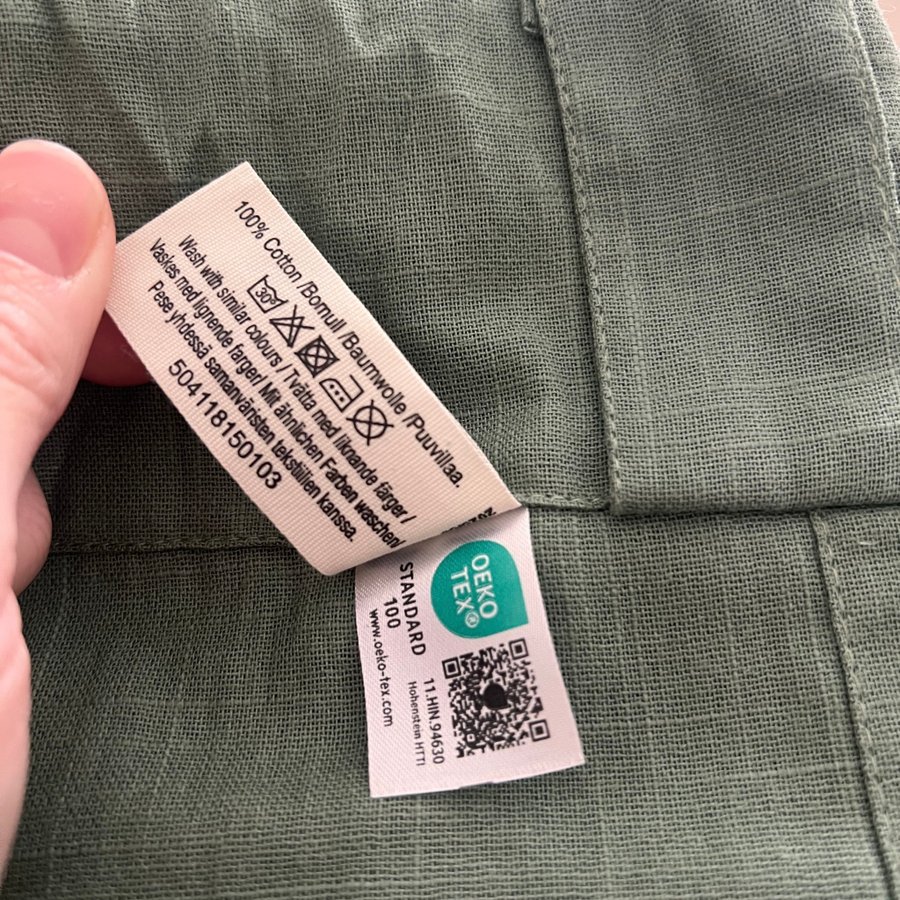 100% Cotton /Bomull /Baumwolle /Puuvillaa.
30°
Wash with similar colours / Tvätta med liknande färger /
Vaskes med lignende farger/ Mit ähnlichen Farben waschen/
Pese yhdessä samanväristen tekstiilien kanssa.
504118150103
OEKO
TEX®
STANDARD
100
www.oeko-tex.com
11.HIN.94630
Hohenstein HTTI